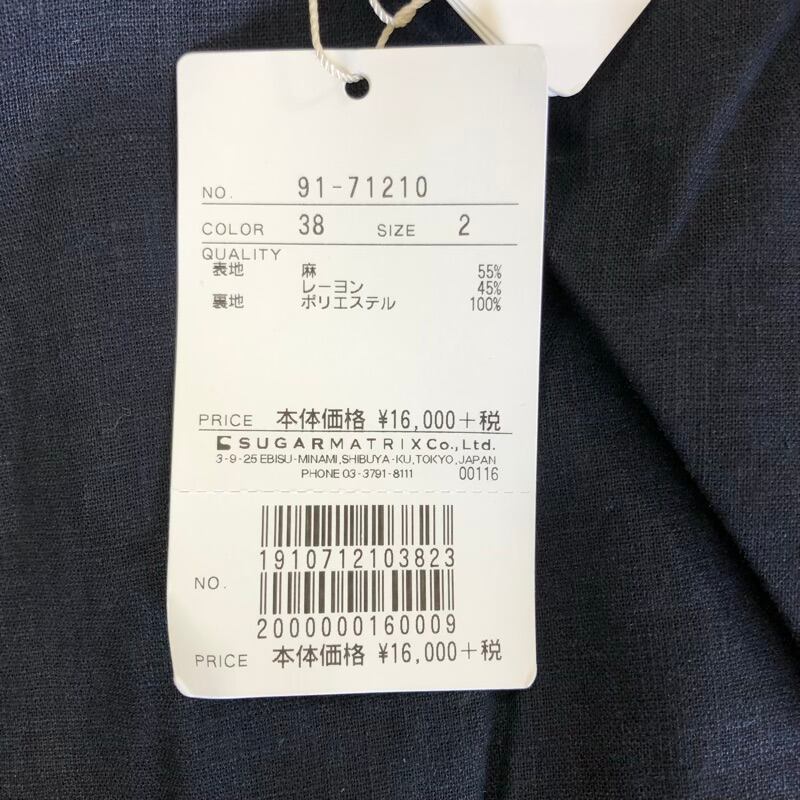 NO. 91-71210
COLOR 38 SIZE 2
QUALITY
表地 麻 55%
レーヨン 45%
裏地 ポリエステル 100%
PRICE 本体価格 ¥16,000+税
SUGARMATRIX Co., Ltd.
3-9-25 EBISU-MINAMI, SHIBUYA-KU, TOKYO, JAPAN
PHONE 03-3791-8111 00116
1910712103823
NO.
2000000160009
PRICE 本体価格 ¥16,000+税